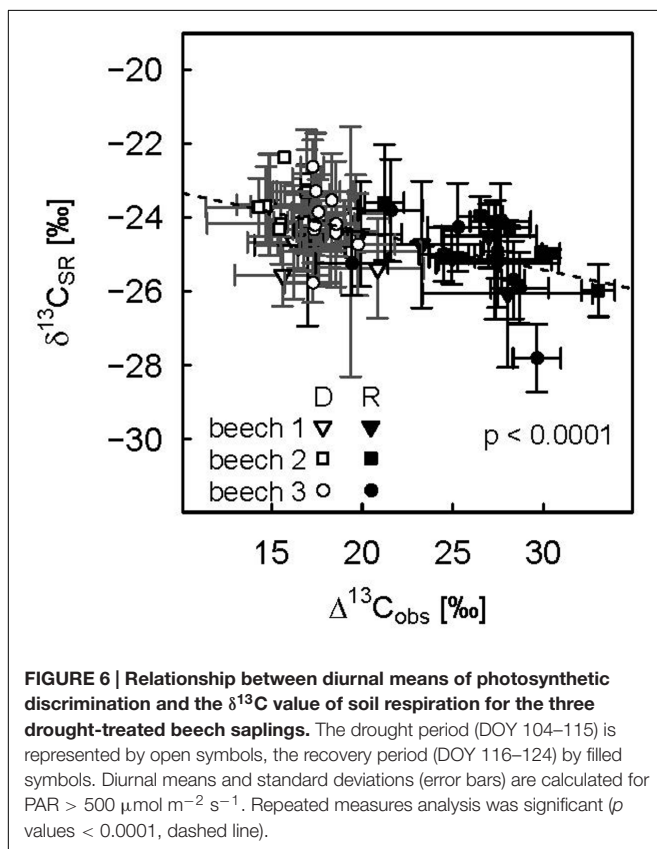 −20
−22
−24
−26
−28
−30
δ¹³C_SR [‰]
D R
beech 1
beech 2
beech 3
p < 0.0001
15 20 25 30
Δ¹³C_obs [‰]
FIGURE 6 | Relationship between diurnal means of photosynthetic
discrimination and the δ¹³C value of soil respiration for the three
drought-treated beech saplings. The drought period (DOY 104–115) is
represented by open symbols, the recovery period (DOY 116–124) by filled
symbols. Diurnal means and standard deviations (error bars) are calculated for
PAR > 500 μmol m⁻² s⁻¹. Repeated measures analysis was significant (p
values < 0.0001, dashed line).